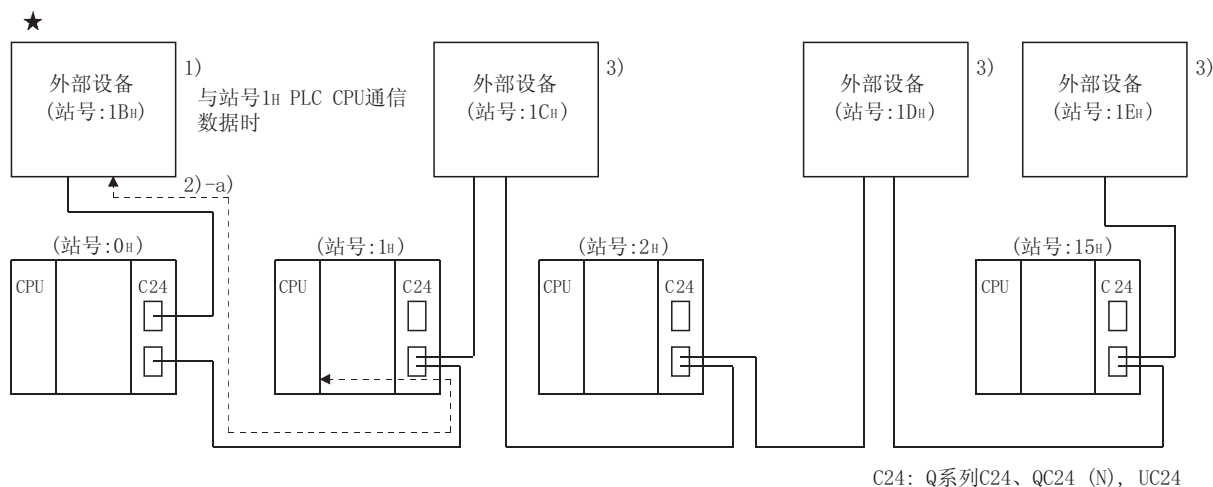 ★
外部设备
(站号:1BH)
1)
与站号1H PLC CPU通信
数据时
外部设备
(站号:1CH)
3)
外部设备
(站号:1DH)
3)
外部设备
(站号:1EH)
3)
2)-a)
(站号:0H)
CPU
C24
(站号:1H)
CPU
C24
(站号:2H)
CPU
C24
(站号:15H)
CPU
C24
C24: Q系列C24、QC24 (N), UC24